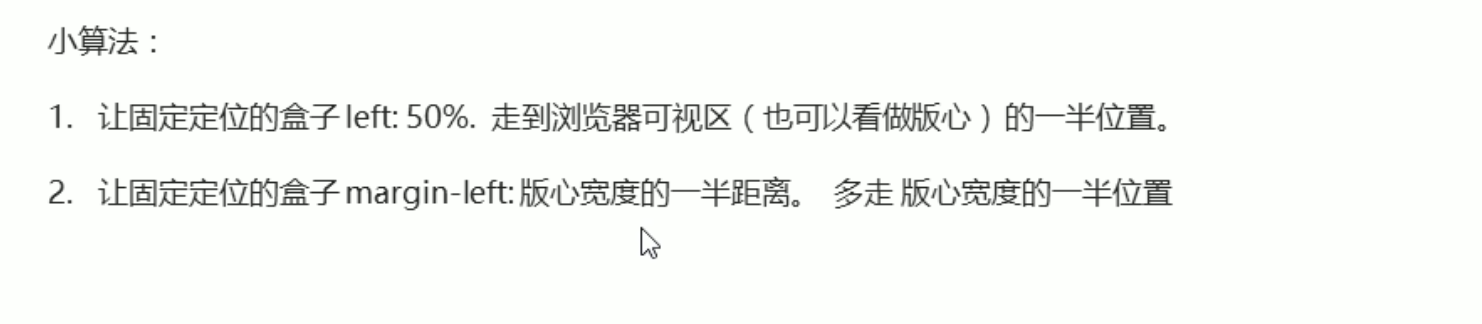 小算法：
1. 让固定定位的盒子 left: 50%. 走到浏览器可视区（也可以看做版心）的一半位置。
2. 让固定定位的盒子 margin-left: 版心宽度的一半距离。 多走 版心宽度的一半位置